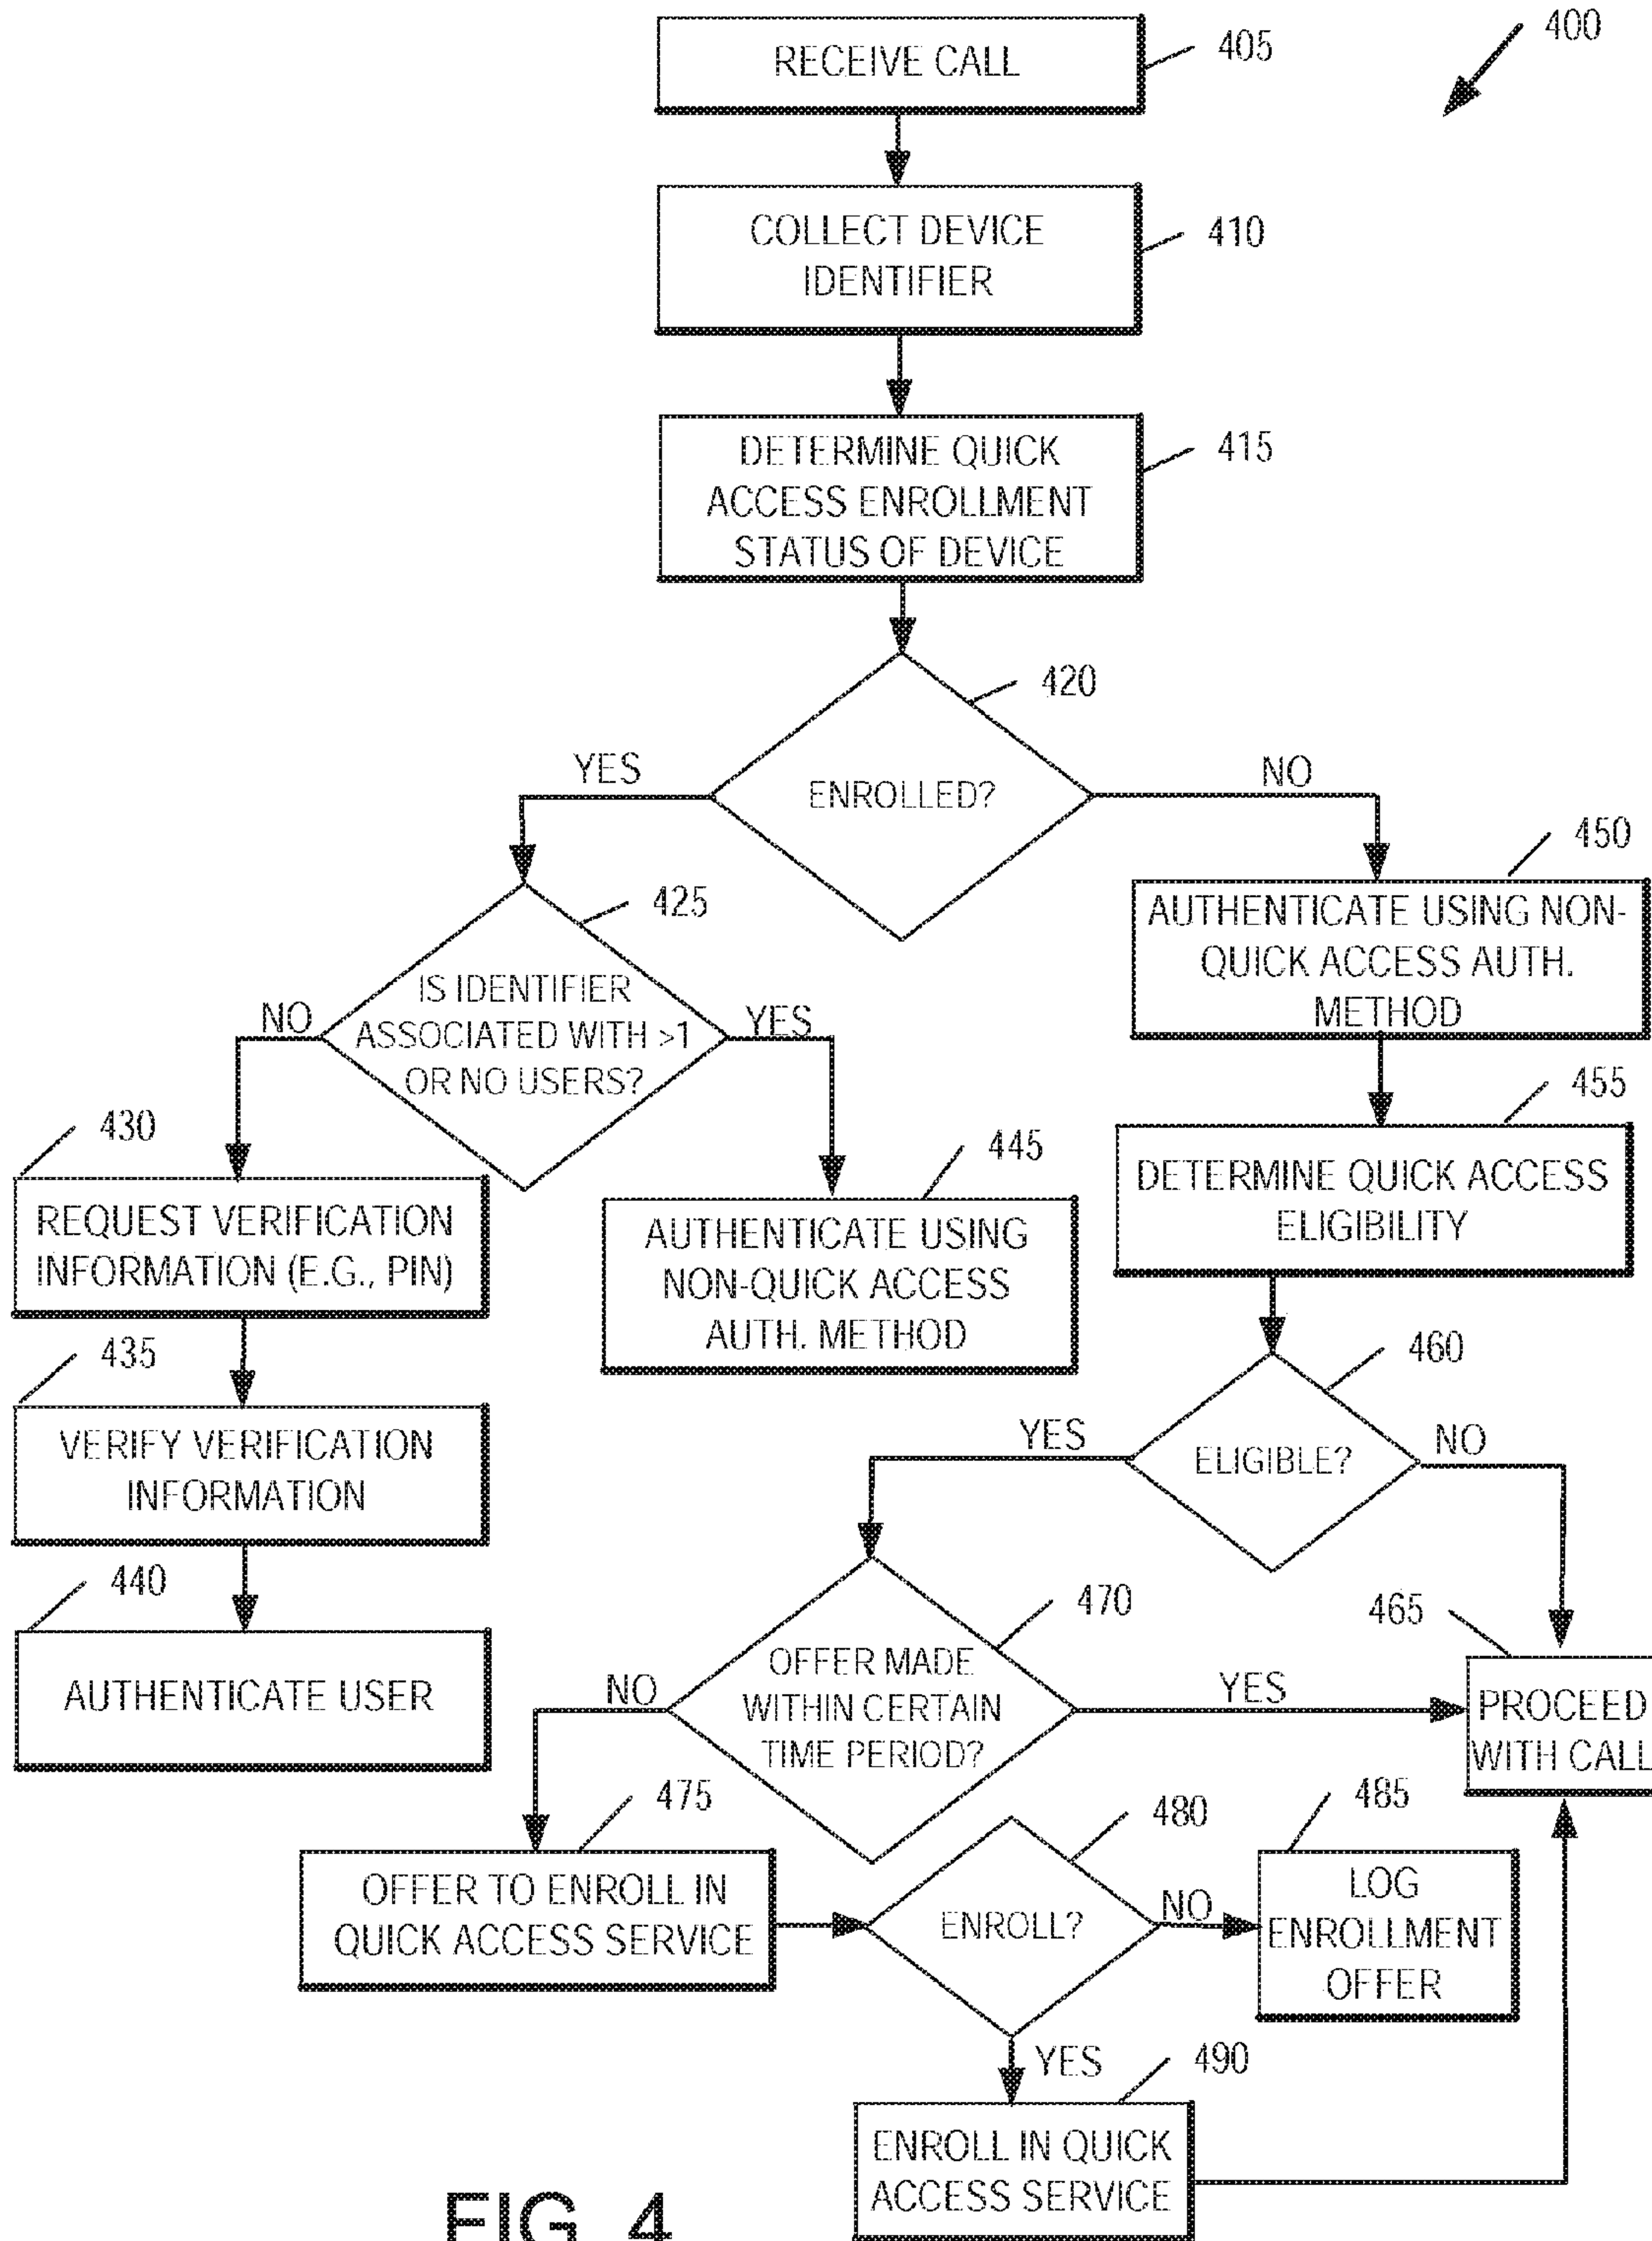 400
RECEIVE CALL
405
COLLECT DEVICE
IDENTIFIER
410
DETERMINE QUICK
ACCESS ENROLLMENT
STATUS OF DEVICE
415
420
ENROLLED?
YES
NO
425
IS IDENTIFIER
ASSOCIATED WITH >1
OR NO USERS?
NO
YES
450
AUTHENTICATE USING NON-
QUICK ACCESS AUTH.
METHOD
430
REQUEST VERIFICATION
INFORMATION (E.G., PIN)
445
AUTHENTICATE USING
NON-QUICK ACCESS
AUTH. METHOD
455
DETERMINE QUICK ACCESS
ELIGIBILITY
435
VERIFY VERIFICATION
INFORMATION
460
ELIGIBLE?
YES
NO
440
AUTHENTICATE USER
470
OFFER MADE
WITHIN CERTAIN
TIME PERIOD?
NO
YES
465
PROCEED
WITH CALL
475
OFFER TO ENROLL IN
QUICK ACCESS SERVICE
480
ENROLL?
NO
485
LOG
ENROLLMENT
OFFER
YES
490
ENROLL IN QUICK
ACCESS SERVICE
FIG. 4